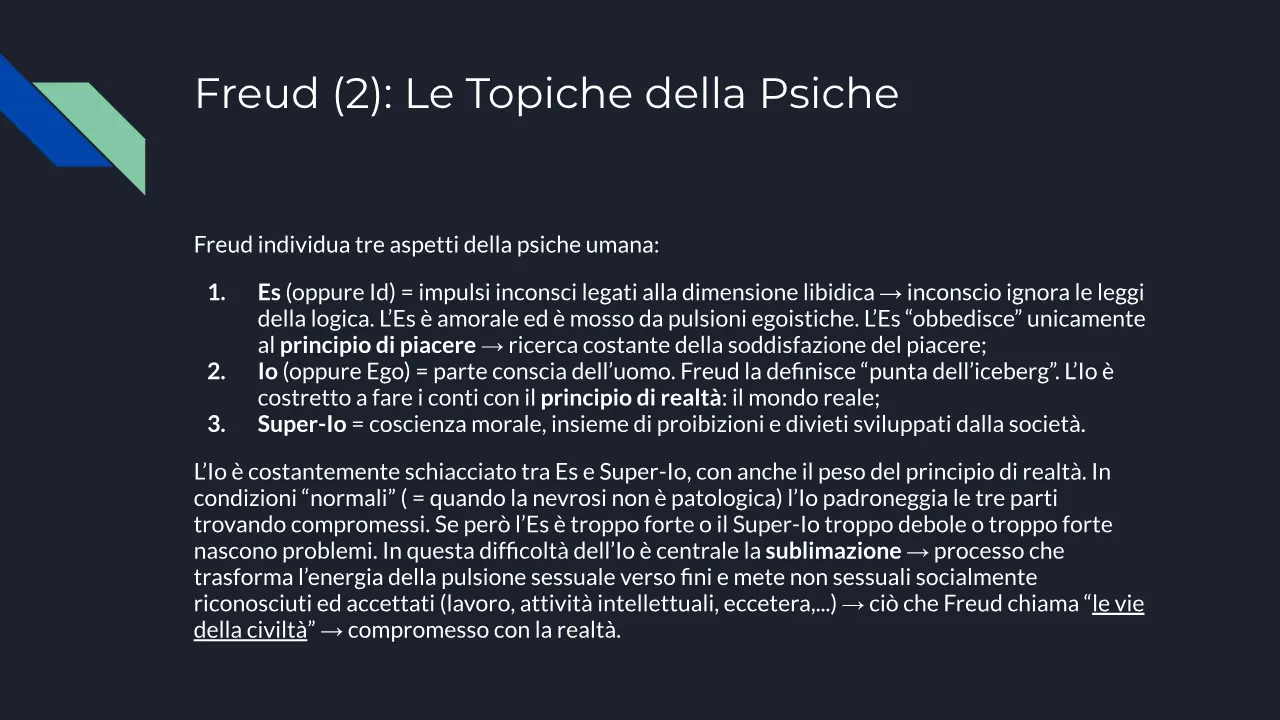 Freud (2): Le Topiche della Psiche
Freud individua tre aspetti della psiche umana:
1. Es (oppure Id) = impulsi inconsci legati alla dimensione libidica → inconscio ignora le leggi
della logica. L’Es è amorale ed è mosso da pulsioni egoistiche. L’Es “obbedisce” unicamente
al principio di piacere → ricerca costante della soddisfazione del piacere;
2. Io (oppure Ego) = parte conscia dell’uomo. Freud la definisce “punta dell’iceberg”. L’Io è
costretto a fare i conti con il principio di realtà: il mondo reale;
3. Super-Io = coscienza morale, insieme di proibizioni e divieti sviluppati dalla società.
L’Io è costantemente schiacciato tra Es e Super-Io, con anche il peso del principio di realtà. In
condizioni “normali” ( = quando la nevrosi non è patologica) l’Io padroneggia le tre parti
trovando compromessi. Se però l’Es è troppo forte o il Super-Io troppo debole o troppo forte
nascono problemi. In questa difficoltà dell’Io è centrale la sublimazione → processo che
trasforma l’energia della pulsione sessuale verso fini e mete non sessuali socialmente
riconosciuti ed accettati (lavoro, attività intellettuali, eccetera,...) → ciò che Freud chiama “le vie
della civiltà” → compromesso con la realtà.